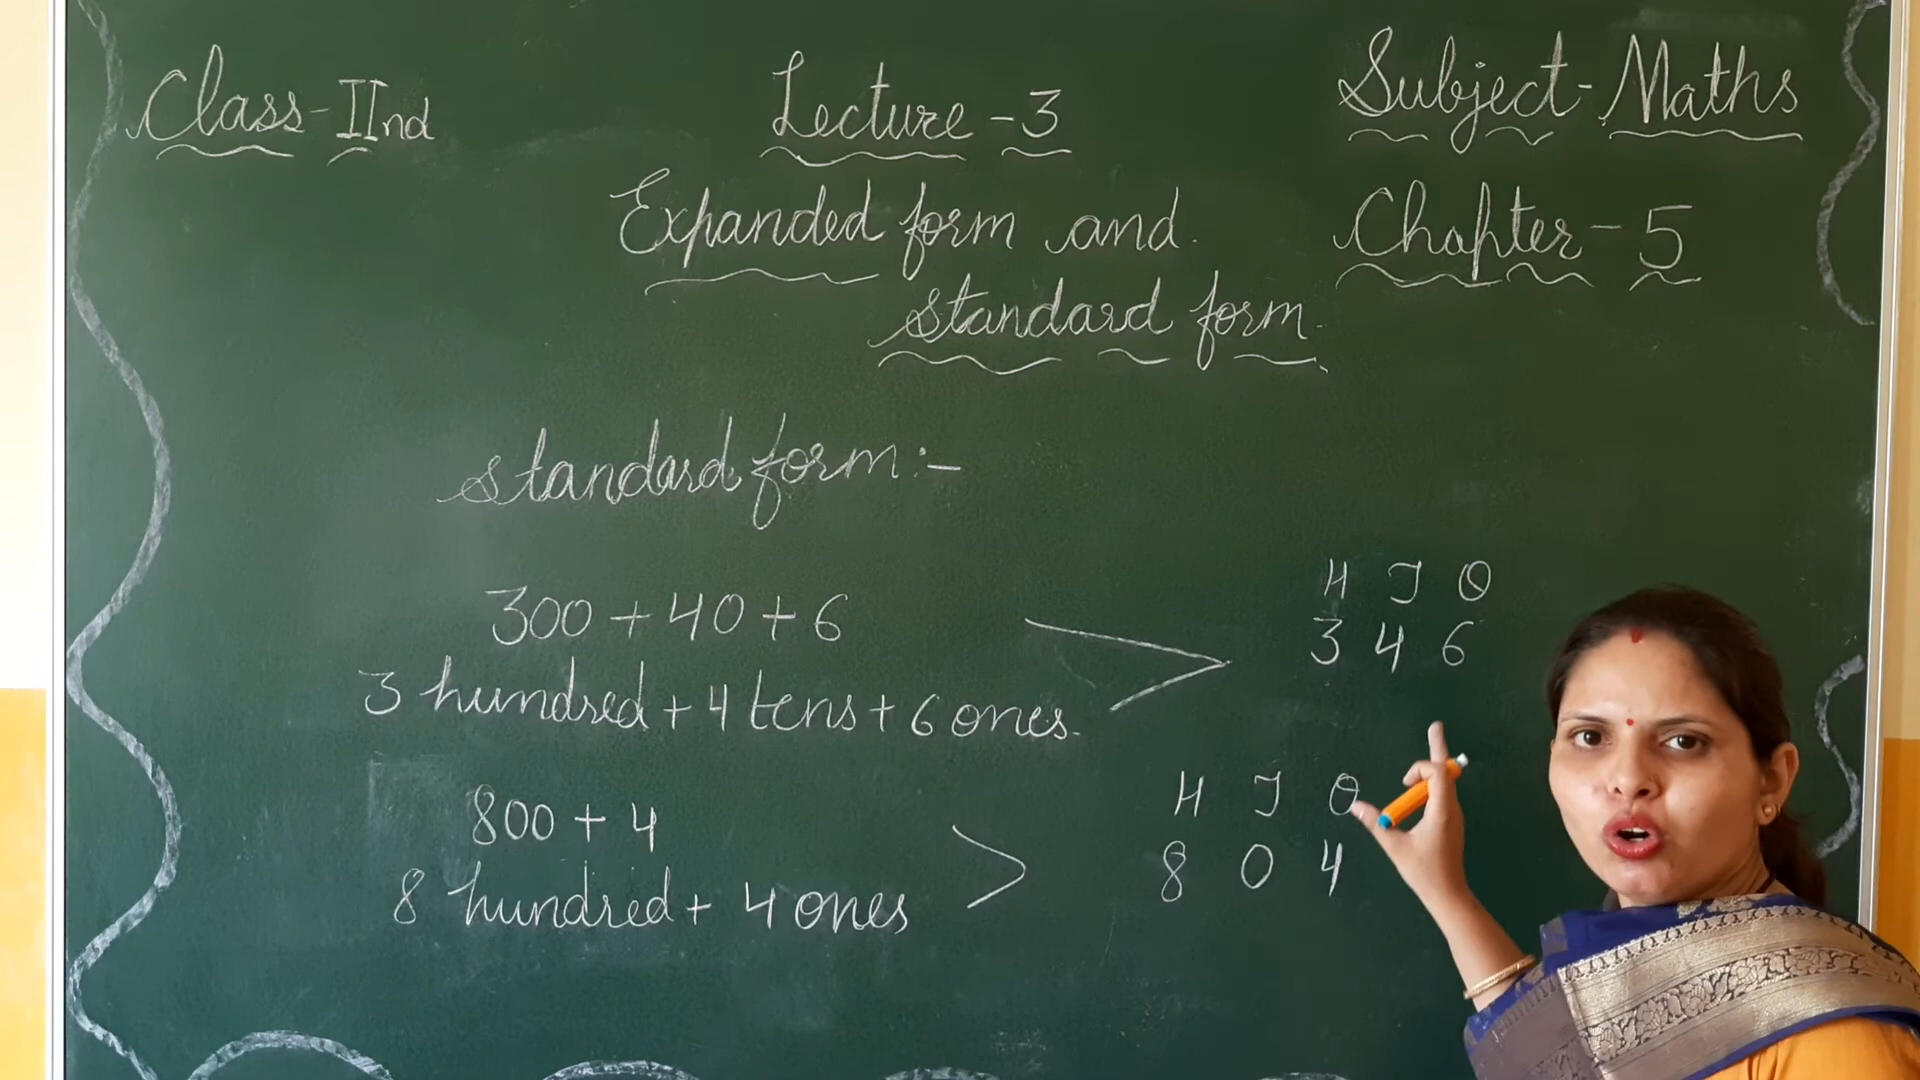 Class-IInd
Lecture-3
Subject-Maths
Expanded form and
standard form.
Chapter-5
standard form:-
300+40+6
3 hundred+4 tens+6 ones.
H T O
3 4 6
800+4
8 hundred+ 4 ones
H T O
8 0 4